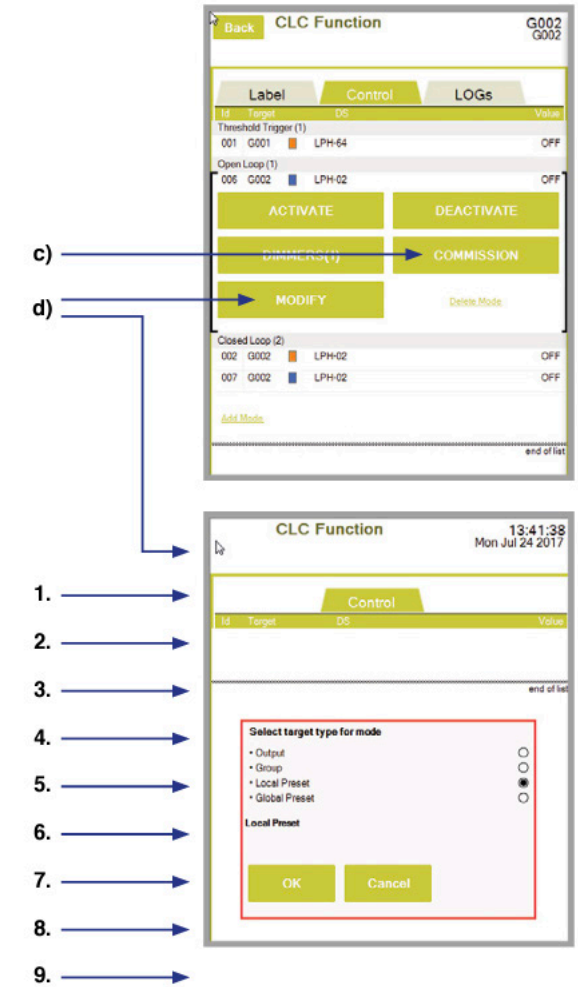 Back CLC Function G002
G002
Label Control LOGs
Id Target DS Value
Threshold Trigger (1)
001 G001 LPH-64 OFF
Open Loop (1)
006 G002 LPH-02 OFF
ACTIVATE DEACTIVATE
c) DIMMERS(1) COMMISSION
d) MODIFY Delete Mode
Closed Loop (2)
002 G002 LPH-02 OFF
007 G002 LPH-02 OFF
Add Mode
end of list
CLC Function 13:41:38
Mon Jul 24 2017
1. Control
Id Target DS Value
2.
3. end of list
4. Select target type for mode
• Output
• Group
5. • Local Preset
• Global Preset
6. Local Preset
7. OK Cancel
8.
9.